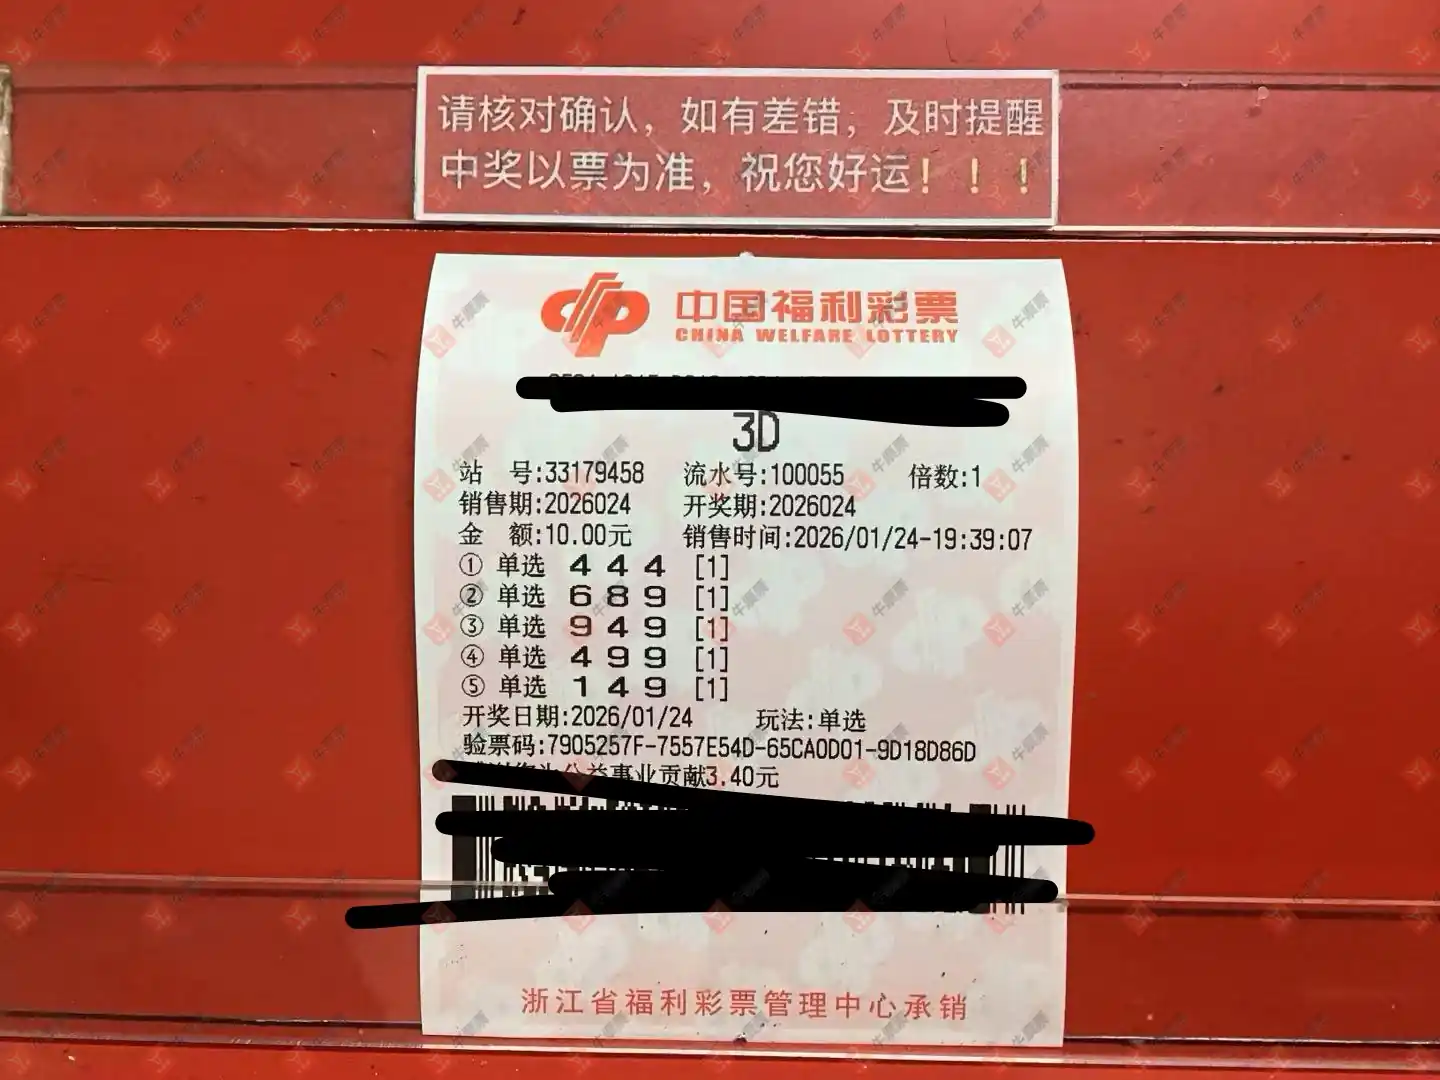 请核对确认，如有差错，及时提醒
中奖以票为准，祝您好运！！！
中国福利彩票
CHINA WELFARE LOTTERY
3D
站 号:33179458 流水号:100055 倍数:1
销售期:2026024 开奖期:2026024
金 额:10.00元 销售时间:2026/01/24-19:39:07
① 单选 4 4 4 [1]
② 单选 6 8 9 [1]
③ 单选 9 4 9 [1]
④ 单选 4 9 9 [1]
⑤ 单选 1 4 9 [1]
开奖日期:2026/01/24 玩法:单选
验票码:7905257F-7557E54D-65CA0D01-9D18D86D
公益事业贡献3.40元
浙江省福利彩票管理中心承销